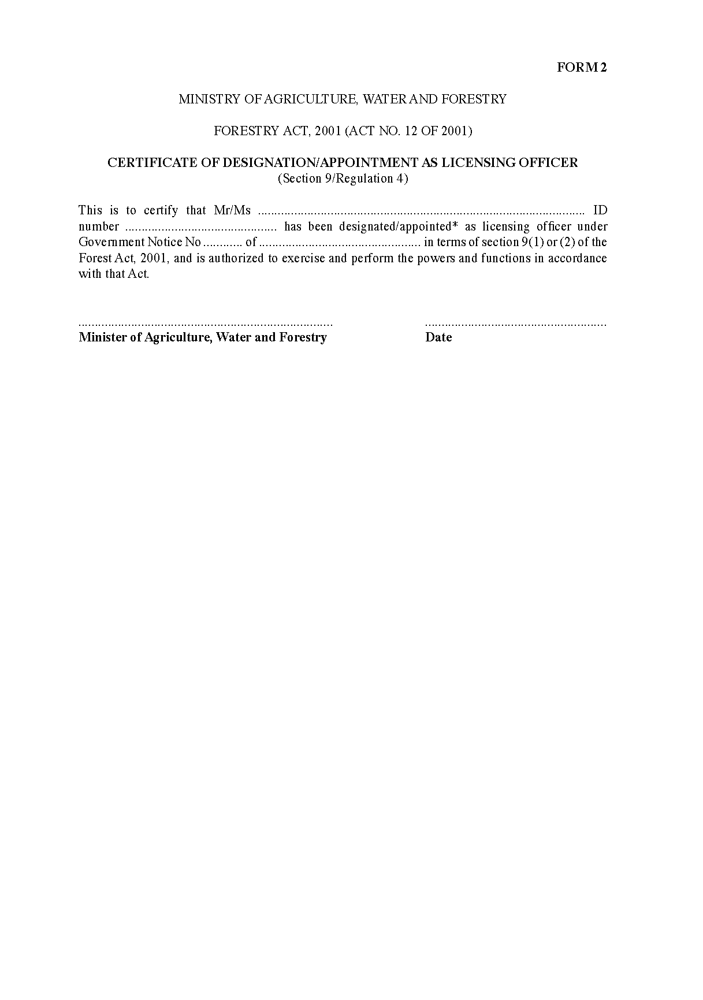 FORM 2
MINISTRY OF AGRICULTURE, WATER AND FORESTRY
FORESTRY ACT, 2001 (ACT NO. 12 OF 2001)
CERTIFICATE OF DESIGNATION/APPOINTMENT AS LICENSING OFFICER
(Section 9/Regulation 4)
This is to certify that Mr/Ms ................................................................................................... ID
number .............................................. has been designated/appointed* as licensing officer under
Government Notice No ............ of ................................................. in terms of section 9(1) or (2) of the
Forest Act, 2001, and is authorized to exercise and perform the powers and functions in accordance
with that Act.
............................................................................. .......................................................
Minister of Agriculture, Water and Forestry Date